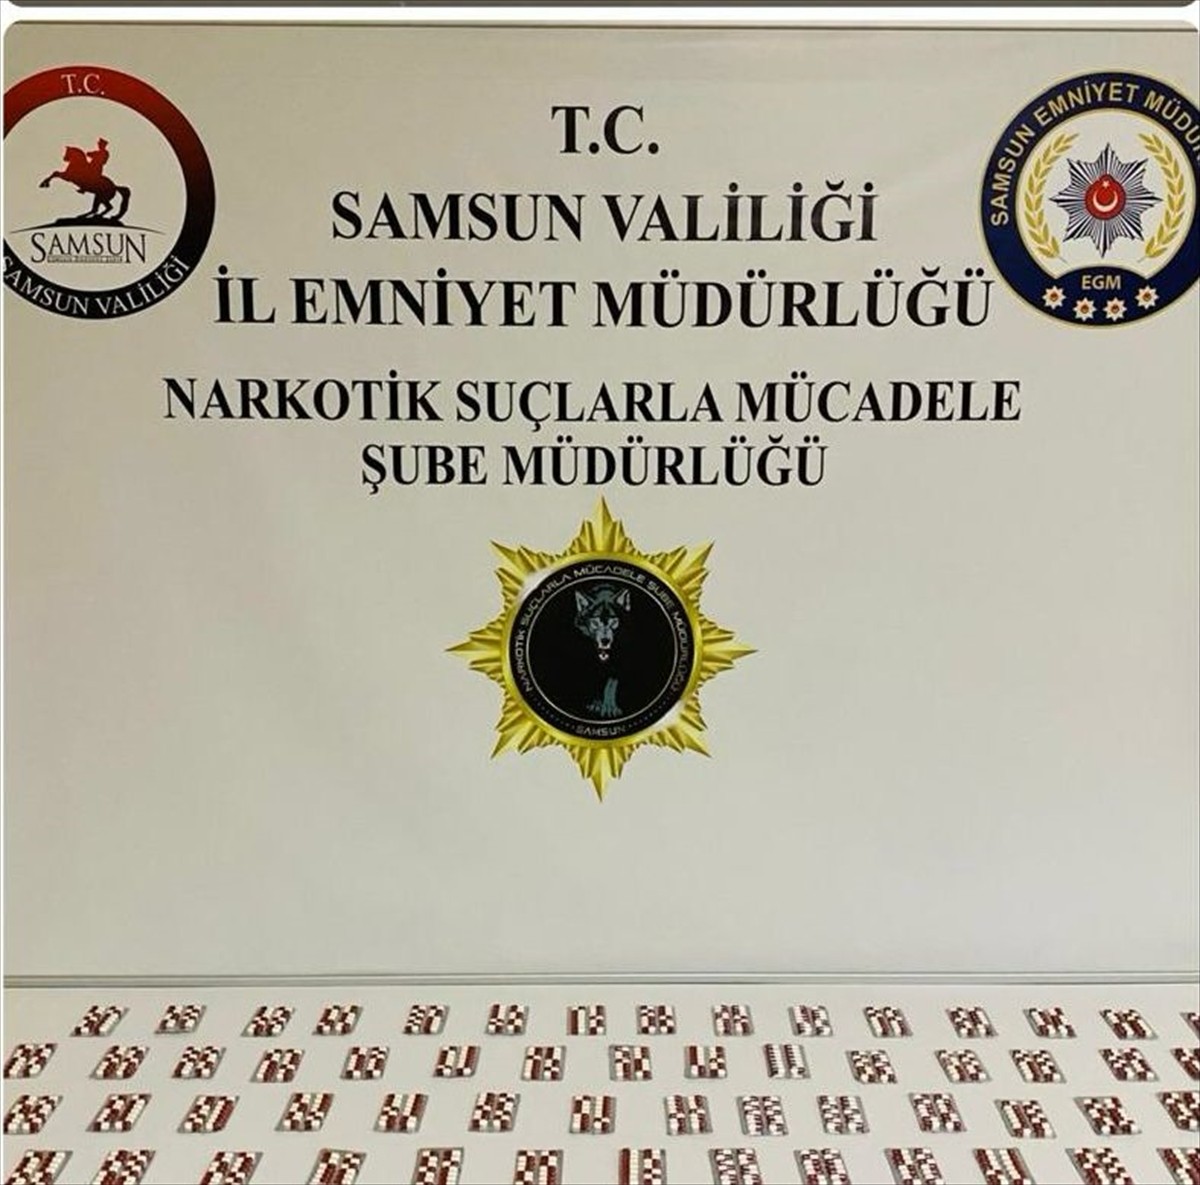 T.C.
SAMSUN
SAMSUN VALİLİĞİ
T.C.
SAMSUN VALİLİĞİ
İL EMNİYET MÜDÜRLÜĞÜ
NARKOTİK SUÇLARLA MÜCADELE
ŞUBE MÜDÜRLÜĞÜ
SAMSUN EMNİYET MÜDÜR
EGM
NARKOTİK SUÇLARLA MÜCADELE ŞUBE MÜDÜRLÜĞÜ
SAMSUN